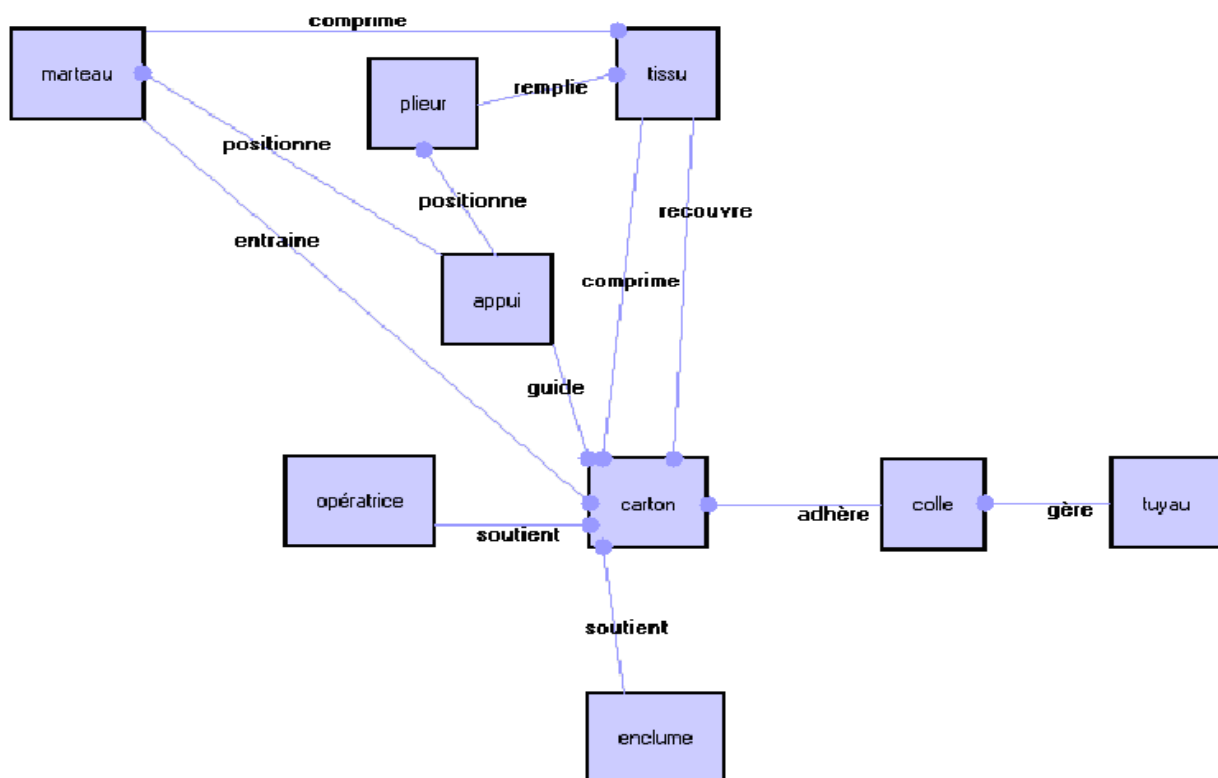 comprime
marteau
tissu
plieur
remplie
positionne
positionne
recouvre
entraine
comprime
appui
guide
opératrice
carton
colle
tuyau
adhère
gère
soutient
soutient
enclume